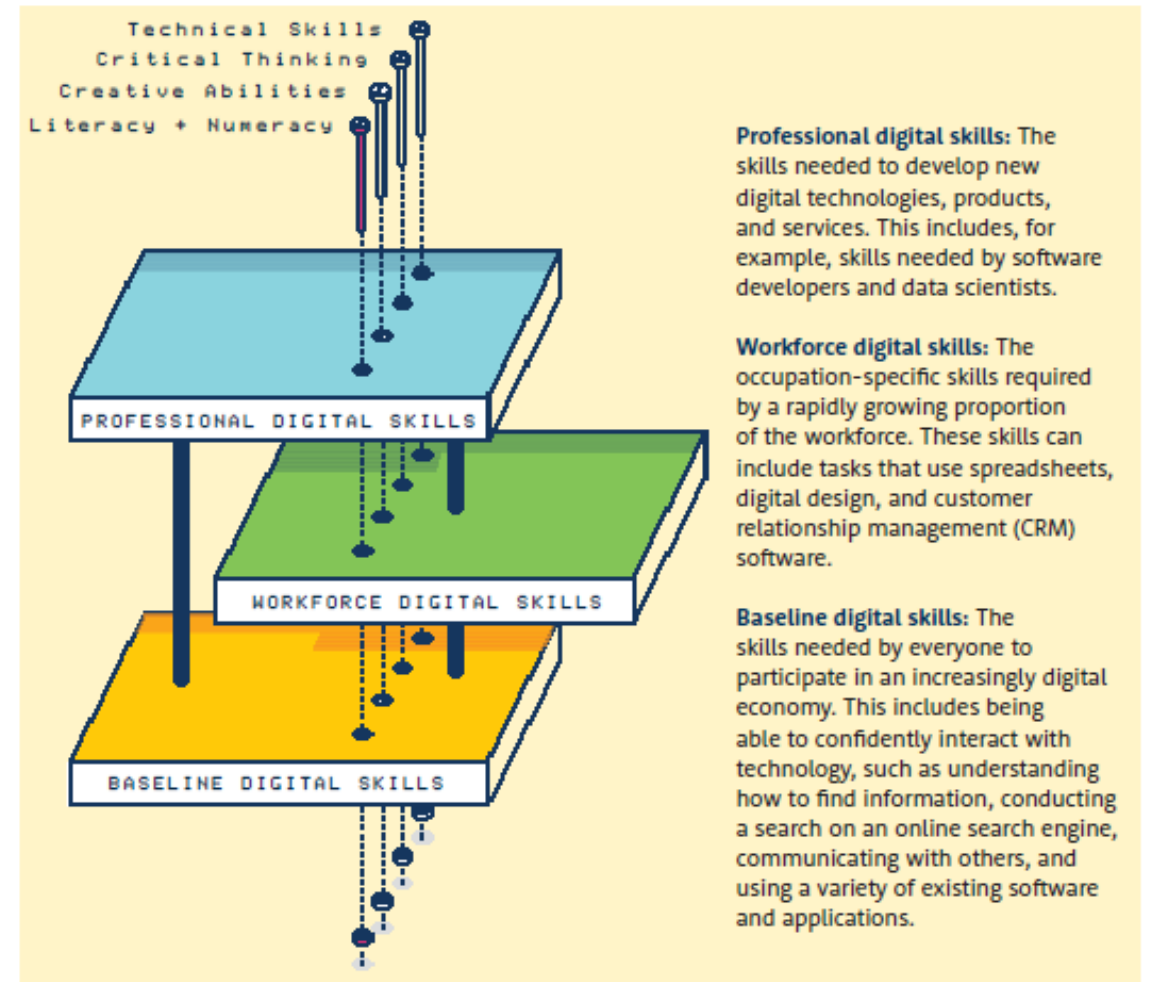 Technical Skills
Critical Thinking
Creative Abilities
Literacy + Numeracy
PROFESSIONAL DIGITAL SKILLS
WORKFORCE DIGITAL SKILLS
BASELINE DIGITAL SKILLS
Professional digital skills: The
skills needed to develop new
digital technologies, products,
and services. This includes, for
example, skills needed by software
developers and data scientists.
Workforce digital skills: The
occupation-specific skills required
by a rapidly growing proportion
of the workforce. These skills can
include tasks that use spreadsheets,
digital design, and customer
relationship management (CRM)
software.
Baseline digital skills: The
skills needed by everyone to
participate in an increasingly digital
economy. This includes being
able to confidently interact with
technology, such as understanding
how to find information, conducting
a search on an online search engine,
communicating with others, and
using a variety of existing software
and applications.